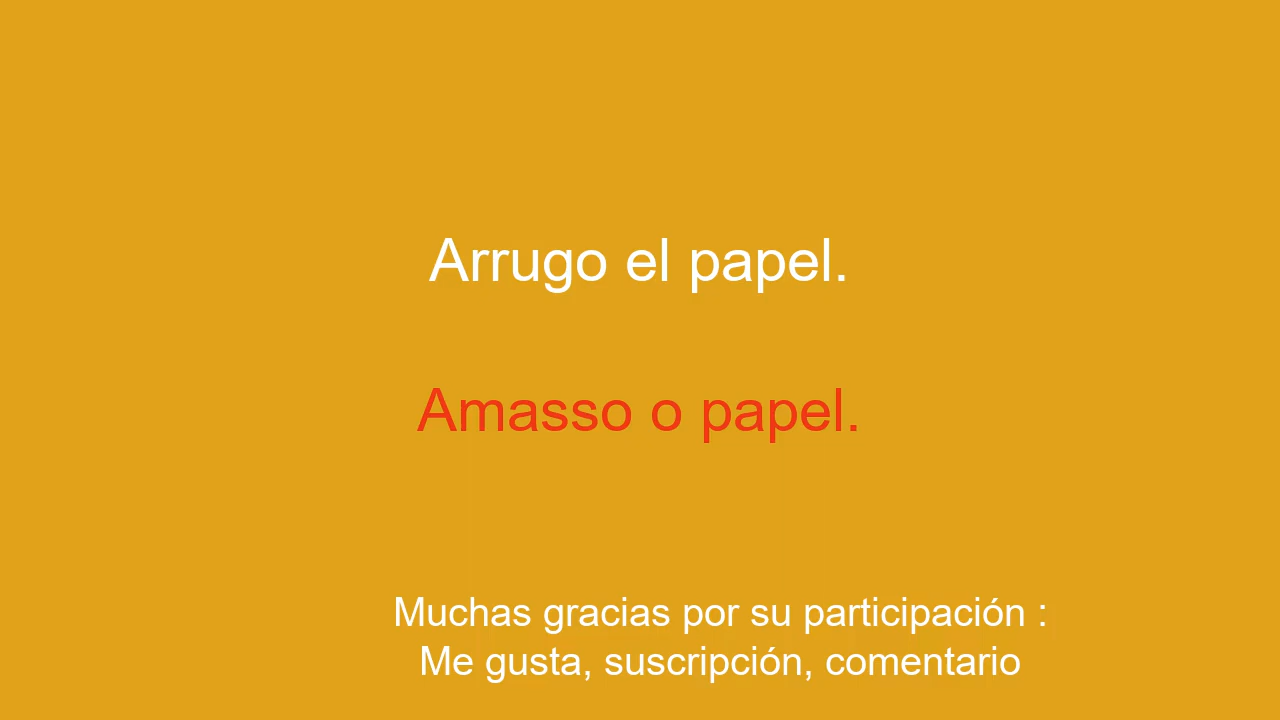 Arrugo el papel.
Amasso o papel.
Muchas gracias por su participación :
Me gusta, suscripción, comentario